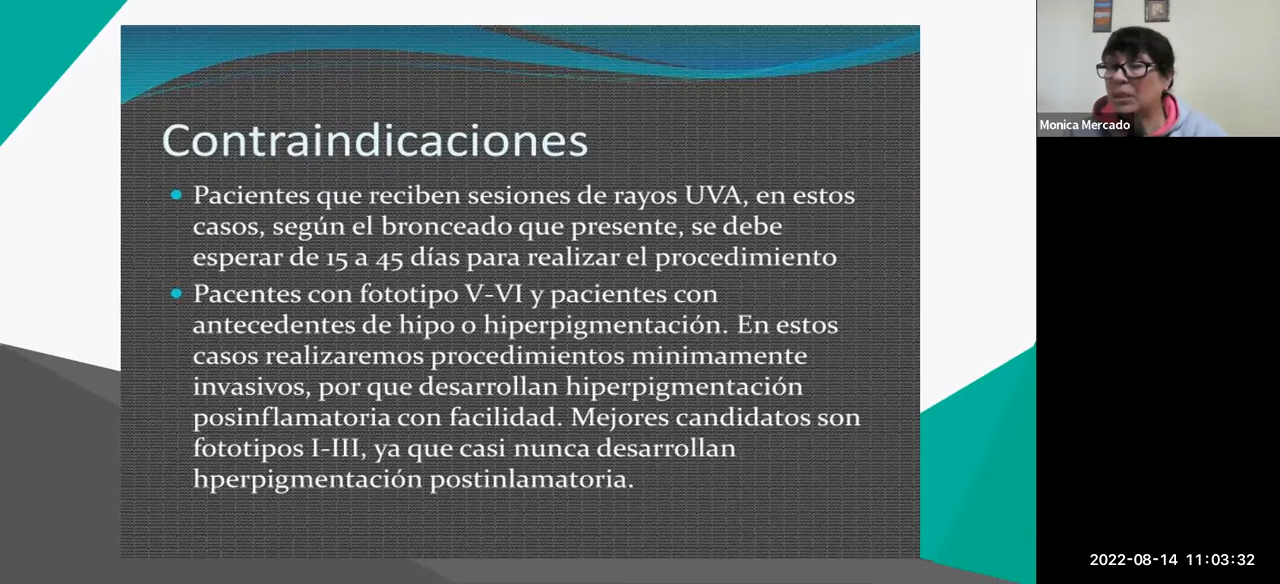 Contraindicaciones
Pacientes que reciben sesiones de rayos UVA, en estos
casos, según el bronceado que presente, se debe
esperar de 15 a 45 días para realizar el procedimiento
Pacentes con fototipo V-VI y pacientes con
antecedentes de hipo o hiperpigmentación. En estos
casos realizaremos procedimientos minimamente
invasivos, por que desarrollan hiperpigmentación
posinflamatoria con facilidad. Mejores candidatos son
fototipos I-III, ya que casi nunca desarrollan
hperpigmentación postinlamatoria.
Monica Mercado
2022-08-14 11:03:32